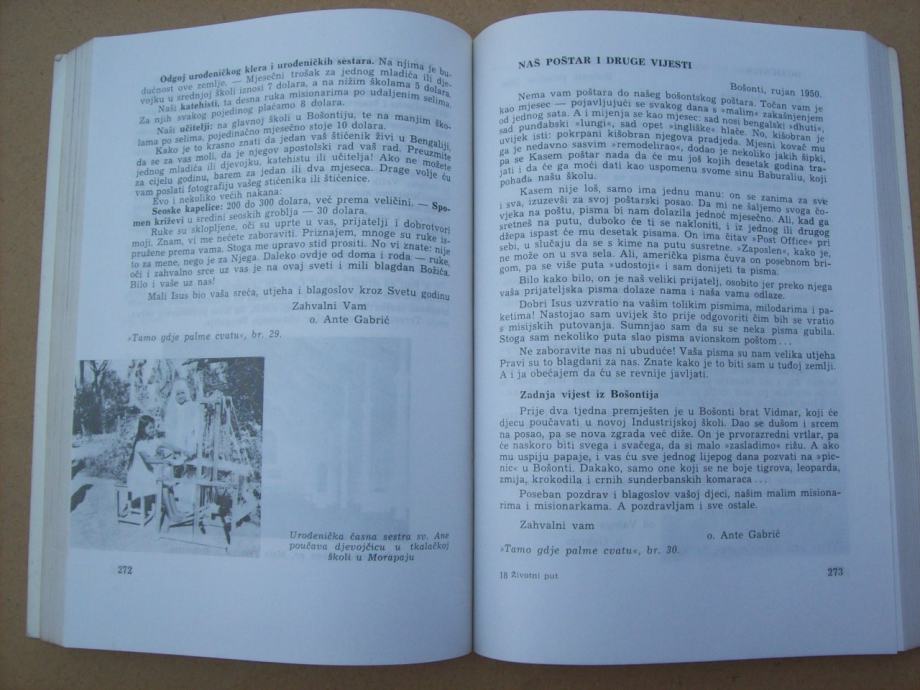 Odgoj urođeničkog klera i urođeničkih sestara. Na njima je bu-
dućnost ove zemlje. — Mjesečni trošak za jednog mladića ili dje-
vojku u srednjoj školi iznosi 7 dolara, a na nižim školama 5 dolara.
Naši katehisti, ta desna ruka misionarima po udaljenim selima.
Za njih svakog pojedinog plaćamo 8 dolara.
Naši učitelji: na glavnoj školi u Bošontiju, te na manjim ško-
lama po selima, pojedinačno mjesečno stoje 10 dolara.
Kako je to krasno znati da jedan vaš štićenik živi u Bengaliji,
da se za vas moli, da je njegov apostolski rad vaš rad. Preuzmite
jednog mladića ili djevojku, katehistu ili učitelja! Ako ne možete
za cijelu godinu, barem za jedan ili dva mjeseca. Drage volje ću
vam poslati fotografiju vašeg štićenika ili štićenice.
Evo i nekoliko većih nakana:
Seoske kapelice: 200 do 300 dolara, već prema veličini. — Spo-
men križevi u sredini seoskih groblja — 30 dolara.
Ruke su sklopljene, oči su uprte u vas, prijatelji i dobrotvori
moji. Znam, vi me nećete zaboraviti. Priznajem, mnoge su ruke is-
pružene prema vama. Stoga me upravo stid prositi. No vi znate: nije
to za mene, nego je za Njega. Daleko ovdje od doma i roda — ruke,
oči i zahvalno srce uz vas je na ovaj sveti i mili blagdan Božića.
Bilo i vaše uz nas!
Mali Isus bio vaša sreća, utjeha i blagoslov kroz Svetu godinu
Zahvalni Vam
o. Ante Gabrić
»Tamo gdje palme cvatu«, br. 29.
Urođenička časna sestra sv. Ane
poučava djevojčicu u tkalačkoj
školi u Morapaju
272
NAŠ POŠTAR I DRUGE VIJESTI
Bošonti, rujan 1950.
Nema vam poštara do našeg bošontskog poštara. Točan vam je
kao mjesec — pojavljujući se svakog dana s »malim« zakašnjenjem
od jednog sata. A i mijenja se kao mjesec: sad nosi bengalski »dhuti«,
sad pundabski »lungi«, sad opet »ingliške« hlače. No, kišobran je
uvijek isti: pokrpani kišobran njegova pradjeda. Mjesni kovač mu
ga je nedavno sasvim »remodelirao«, dodao je nekoliko jakih šipki,
pa se Kasem poštar nada da će mu još kojih desetak godina tra-
jati i da će ga moći dati kao uspomenu svome sinu Baburaliu, koji
pohađa našu školu.
Kasem nije loš, samo ima jednu manu: on se zanima za sve
i sva, izuzevši za svoj poštarski posao. Da mi ne šaljemo svoga čo-
vjeka na poštu, pisma bi nam dolazila jednoć mjesečno. Ali, kad ga
sretneš na putu, duboko će ti se nakloniti, i iz jednog ili drugog
džepa ispast će mu desetak pisama. On ima čitav »Post Office« pri
sebi, u slučaju da se s kime na putu susretne. »Zaposlen«, kako je,
ne može on u sva sela. Ali, američka pisma čuva on posebnom bri-
gom, pa se više puta »udostoji« i sam donijeti ta pisma.
Bilo kako bilo, on je naš veliki prijatelj, osobito jer preko njega
vaša prijateljska pisma dolaze nama i naša vama odlaze.
Dobri Isus uzvratio na vašim tolikim pismima, milodarima i pa-
ketima! Nastojao sam uvijek što prije odgovoriti čim bih se vratio
s misijskih putovanja. Sumnjao sam da su se neka pisma gubila.
Stoga sam nekoliko puta slao pisma avionskom poštom...
Ne zaboravite nas ni ubuduće! Vaša pisma su nam velika utjeha
Pravi su to blagdani za nas. Znate kako je to biti sam u tuđoj zemlji.
A i ja obećajem da ću se revnije javljati.
Zadnja vijest iz Bošontija
Prije dva tjedna premješten je u Bošonti brat Vidmar, koji će
djecu poučavati u novoj Industrijskoj školi. Dao se dušom i srcem
na posao, pa se nova zgrada već diže. On je prvorazredni vrtlar, pa
će naskoro biti svega i svačega, da si malo »zasladimo« rižu. A ako
mu uspiju papaje, i vas ću sve jednog lijepog dana pozvati na »pic-
nic« u Bošonti. Dakako, samo one koji se ne boje tigrova, leoparda,
zmija, krokodila i crnih sunderbanskih komaraca...
Poseban pozdrav i blagoslov vašoj djeci, našim malim misiona-
rima i misionarkama. A pozdravljam i sve ostale.
Zahvalni vam
o. Ante Gabrić
»Tamo gdje palme cvatu«, br. 30.
18 Životni put
273